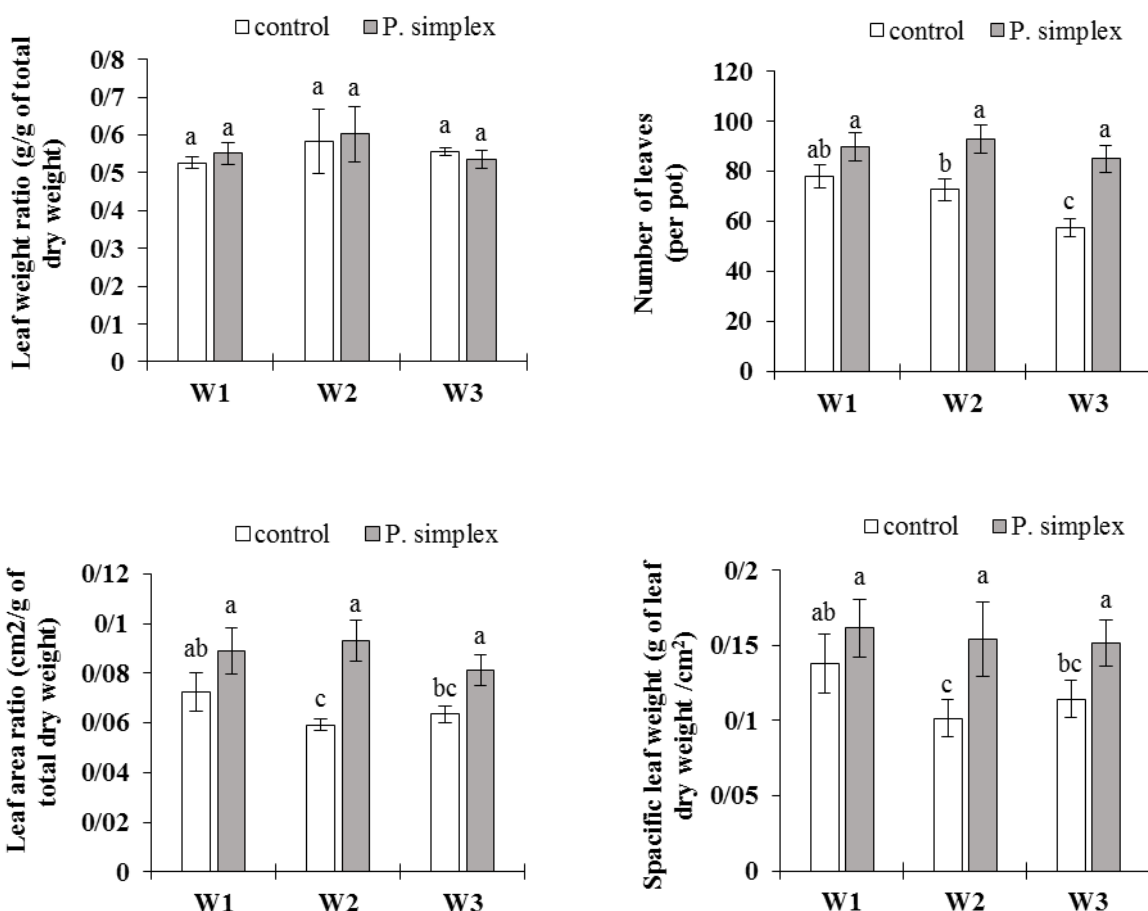 control P. simplex
Leaf weight ratio (g/g of total
dry weight)
0/8
0/7
0/6
0/5
0/4
0/3
0/2
0/1
0
a a a a a a
W1 W2 W3
control P. simplex
Number of leaves
(per pot)
120
100
80
60
40
20
0
ab a b a c a
W1 W2 W3
control P. simplex
Leaf area ratio (cm2/g of
total dry weight)
0/12
0/1
0/08
0/06
0/04
0/02
0
ab a c a bc a
W1 W2 W3
control P. simplex
Spacific leaf weight (g of leaf
dry weight /cm²)
0/2
0/15
0/1
0/05
0
ab a c a bc a
W1 W2 W3